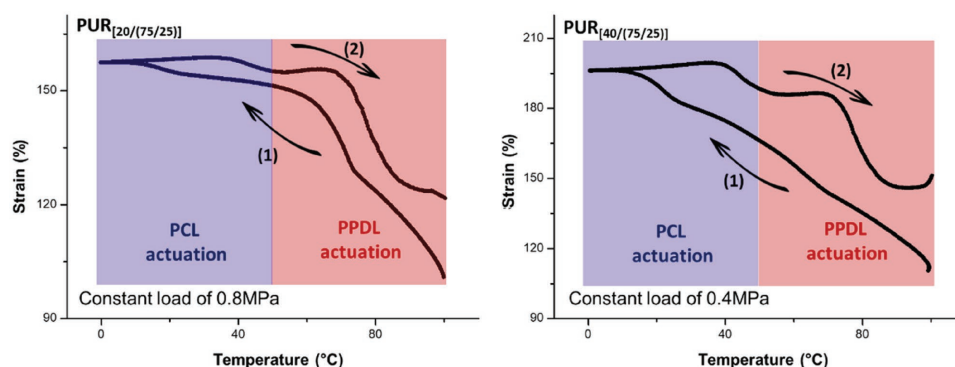 PUR[20/(75/25)]
(2)
(1)
PCL
actuation
PPDL
actuation
Constant load of 0.8MPa
150
120
90
0
40
80
Strain (%)
Temperature (°C)
PUR[40/(75/25)]
(2)
(1)
PCL
actuation
PPDL
actuation
Constant load of 0.4MPa
210
180
150
120
90
0
40
80
Strain (%)
Temperature (°C)